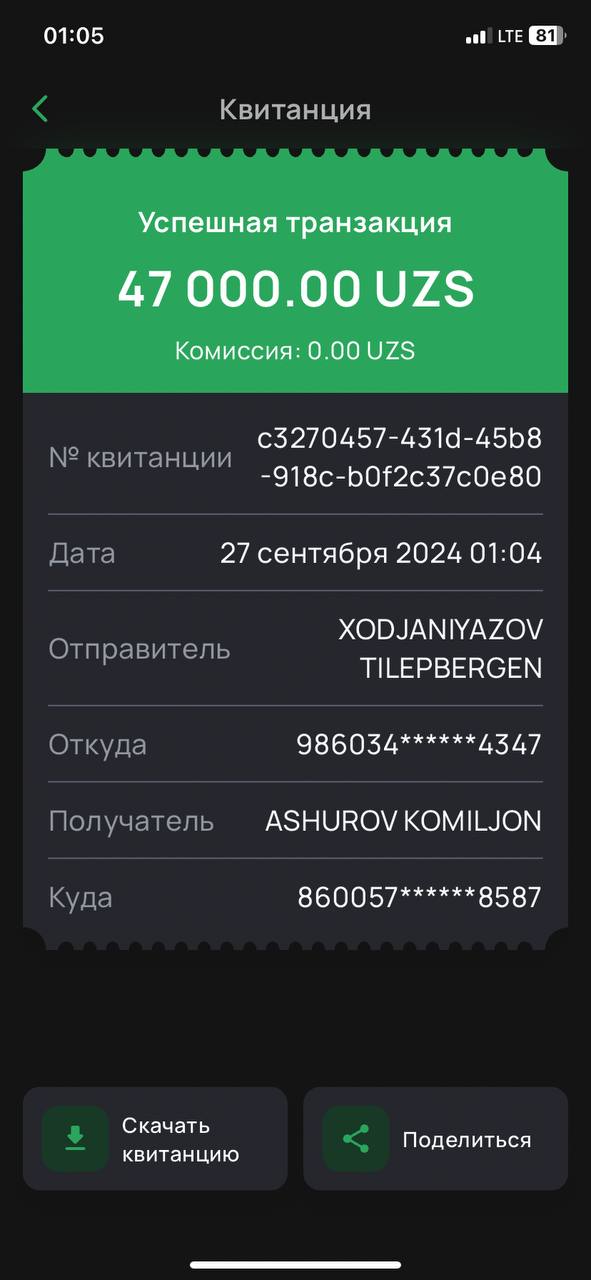 01:05
LTE 81
Квитанция
Успешная транзакция
47 000.00 UZS
Комиссия: 0.00 UZS
№ квитанции
c3270457-431d-45b8
-918c-b0f2c37c0e80
Дата 27 сентября 2024 01:04
Отправитель
XODJANIYAZOV
TILEPBERGEN
Откуда 986034******4347
Получатель ASHUROV KOMILJON
Куда 860057******8587
Скачать
квитанцию
Поделиться